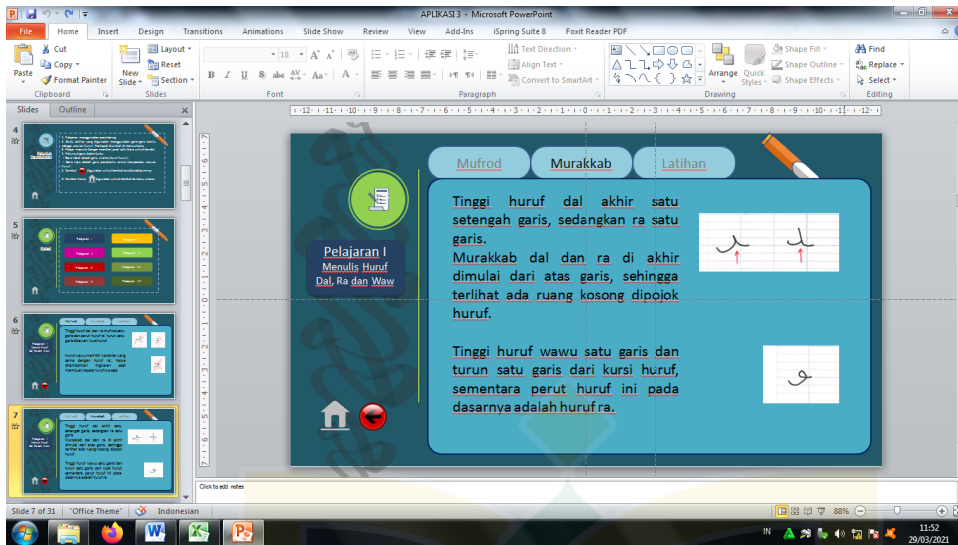 APLIKASI 3 - Microsoft PowerPoint
File Home Insert Design Transitions Animations Slide Show Review View Add-Ins iSpring Suite 8 Foxit Reader PDF
Paste
Cut
Copy
Format Painter
Clipboard
New Slide
Layout
Reset
Section
Slides
18
Font
Paragraph
Text Direction
Align Text
Convert to SmartArt
Arrange
Quick Styles
Shape Fill
Shape Outline
Shape Effects
Drawing
Find
Replace
Select
Editing
Slides Outline
4
5
6
7
Mufrod Murakkab Latihan
Pelajaran I
Menulis Huruf
Dal, Ra dan Waw
Tinggi huruf dal akhir satu
setengah garis, sedangkan ra satu
garis.
Murakkab dal dan ra di akhir
dimulai dari atas garis, sehingga
terlihat ada ruang kosong dipojok
huruf.
Tinggi huruf wawu satu garis dan
turun satu garis dari kursi huruf,
sementara perut huruf ini pada
dasarnya adalah huruf ra.
Click to add notes
Slide 7 of 31 "Office Theme" Indonesian 88%
IN 11:52
29/03/2021